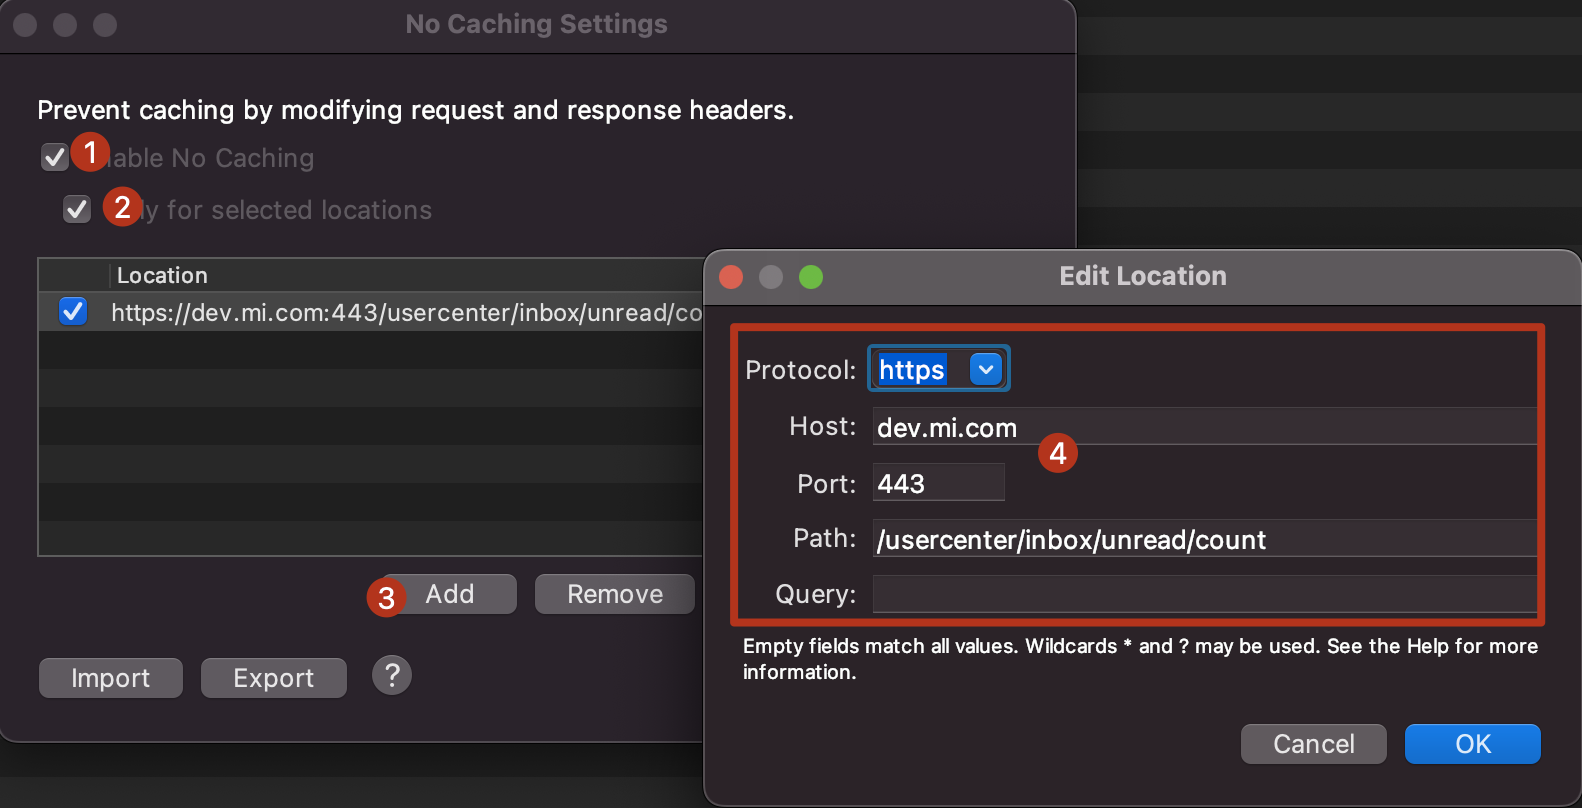 No Caching Settings
Prevent caching by modifying request and response headers.
1 able No Caching
2 ly for selected locations
Location
https://dev.mi.com:443/usercenter/inbox/unread/co
3 Add Remove
Import Export ?
Edit Location
Protocol: https
Host: dev.mi.com
4
Port: 443
Path: /usercenter/inbox/unread/count
Query:
Empty fields match all values. Wildcards * and ? may be used. See the Help for more
information.
Cancel OK